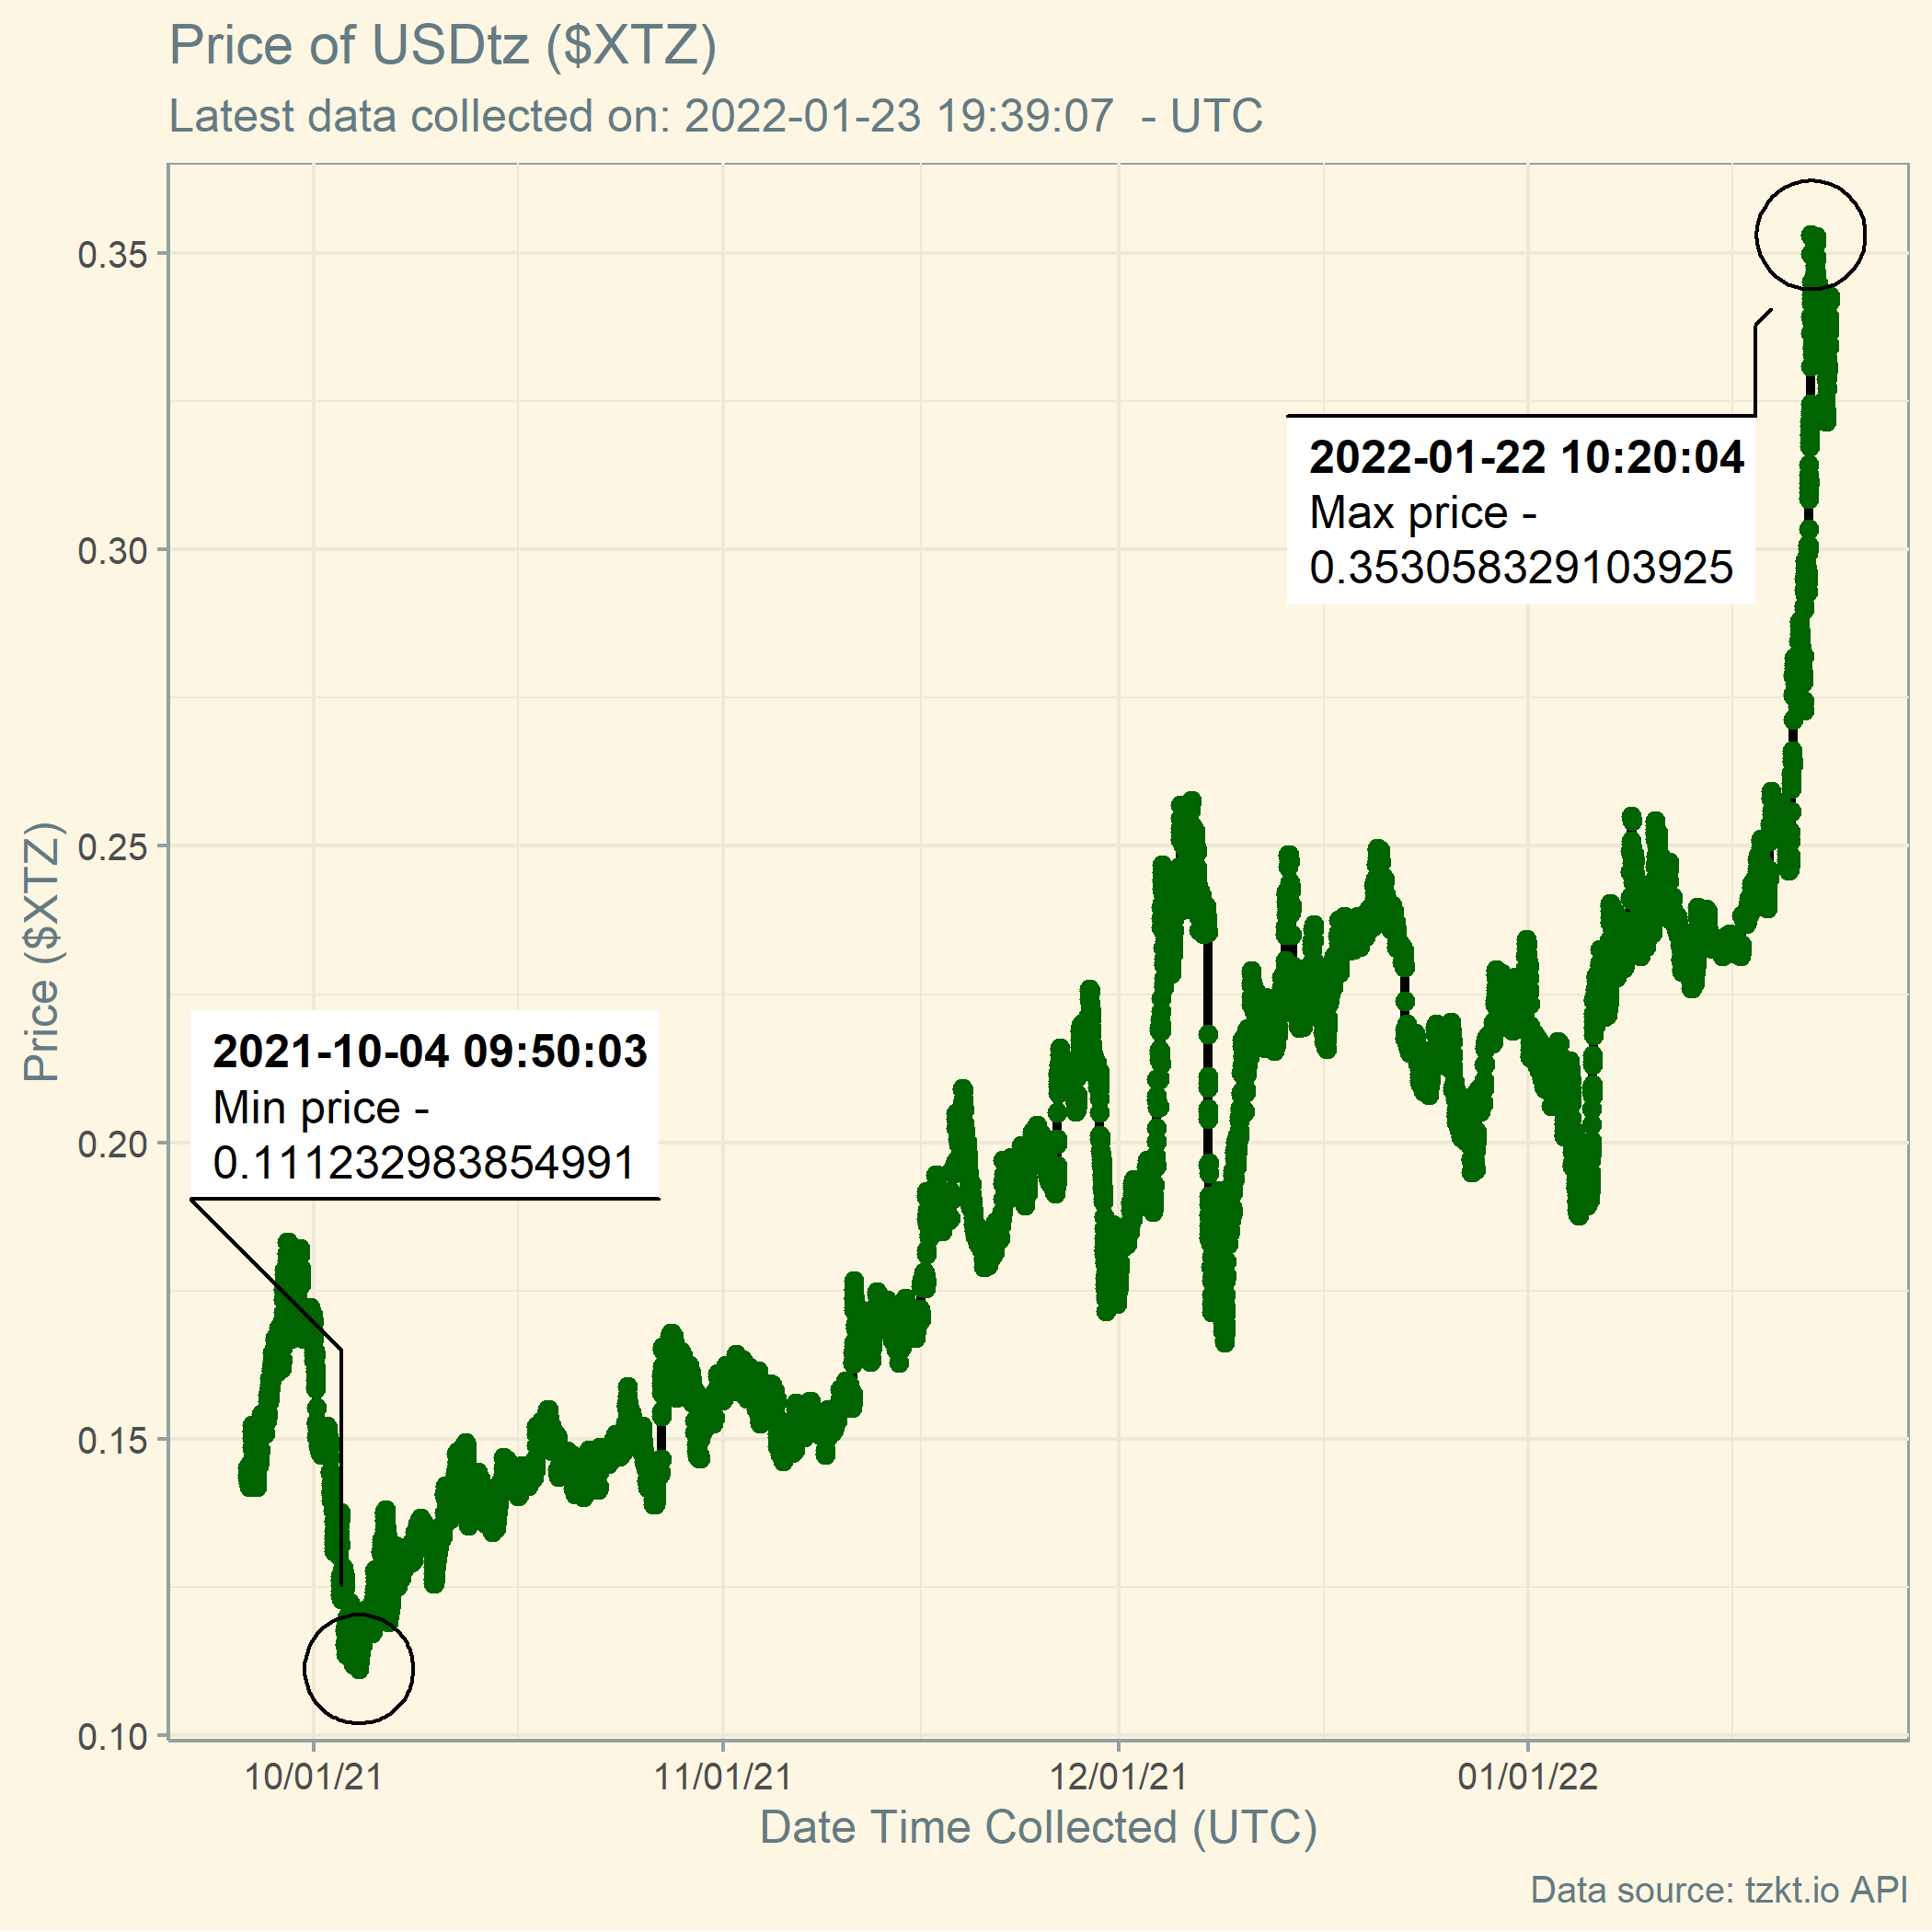 Price of USDtz ($XTZ)
Latest data collected on: 2022-01-23 19:39:07  - UTC
Price ($XTZ)
0.35
0.30
0.25
0.20
0.15
0.10
2022-01-22 10:20:04
Max price -
0.353058329103925
2021-10-04 09:50:03
Min price -
0.111232983854991
10/01/21
11/01/21
12/01/21
01/01/22
Date Time Collected (UTC)
Data source: tzkt.io API